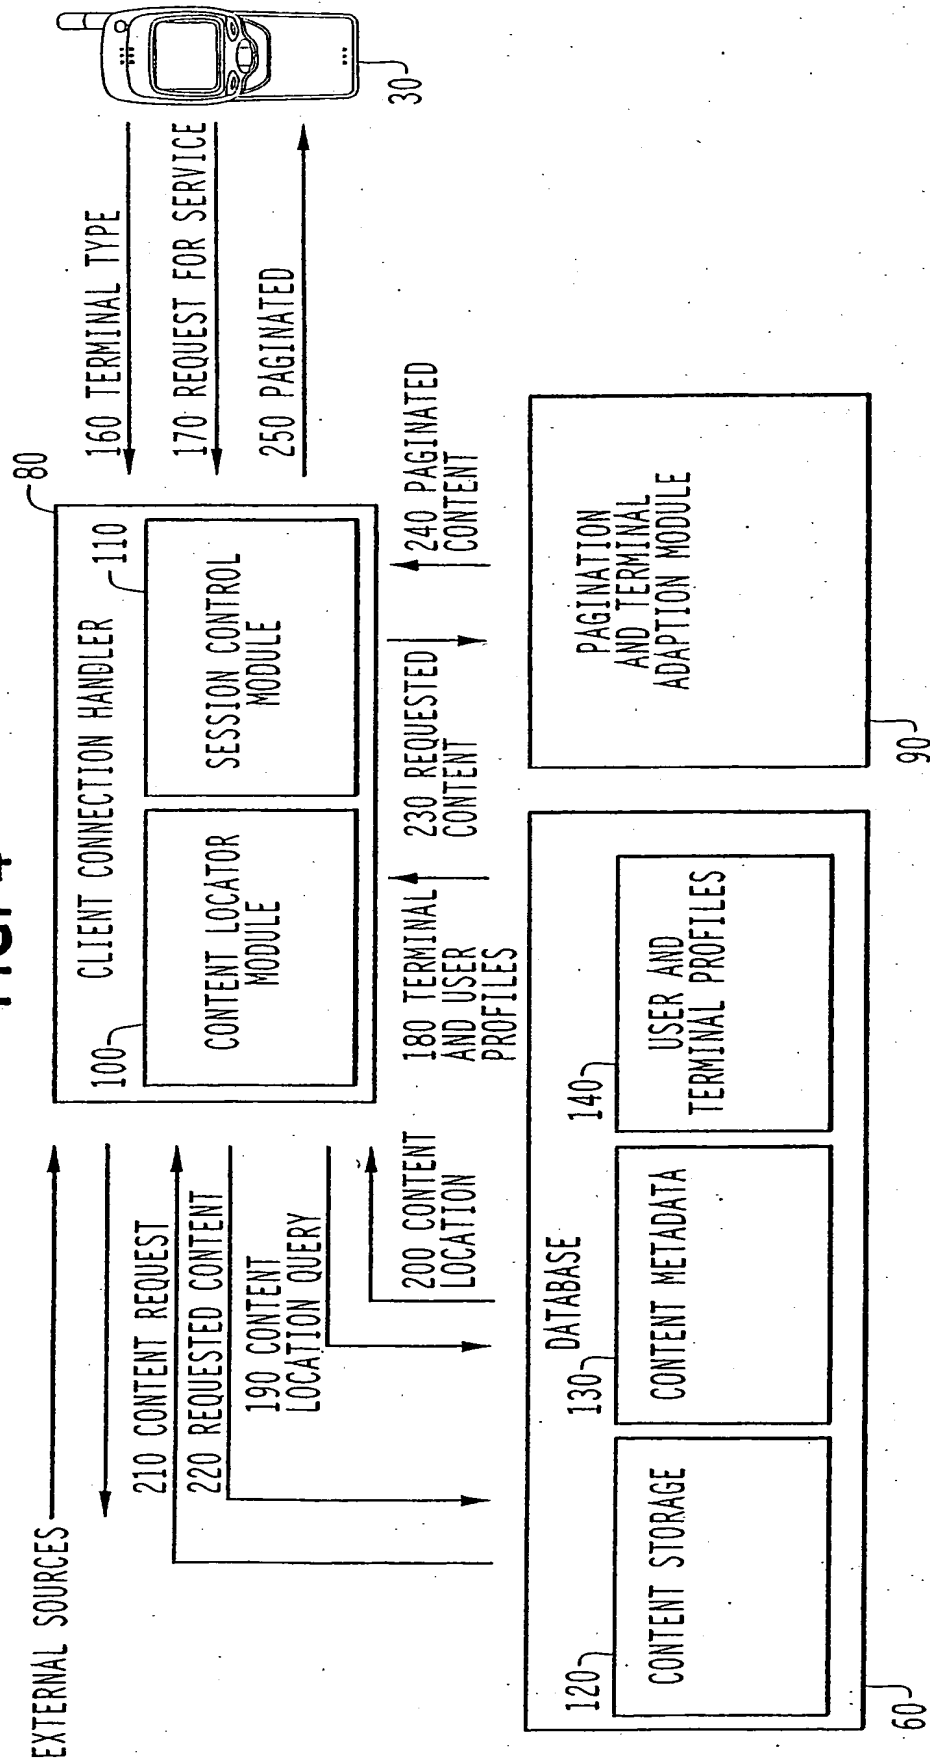 FIG. 4
EXTERNAL SOURCES
210 CONTENT REQUEST
220 REQUESTED CONTENT
190 CONTENT
LOCATION QUERY
200 CONTENT
LOCATION
80
CLIENT CONNECTION HANDLER
100
CONTENT LOCATOR
MODULE
110
SESSION CONTROL
MODULE
160 TERMINAL TYPE
170 REQUEST FOR SERVICE
250 PAGINATED
30
180 TERMINAL
AND USER
PROFILES
230 REQUESTED
CONTENT
240 PAGINATED
CONTENT
DATABASE
120
CONTENT STORAGE
130
CONTENT METADATA
140
USER AND
TERMINAL PROFILES
60
PAGINATION
AND TERMINAL
ADAPTION MODULE
90